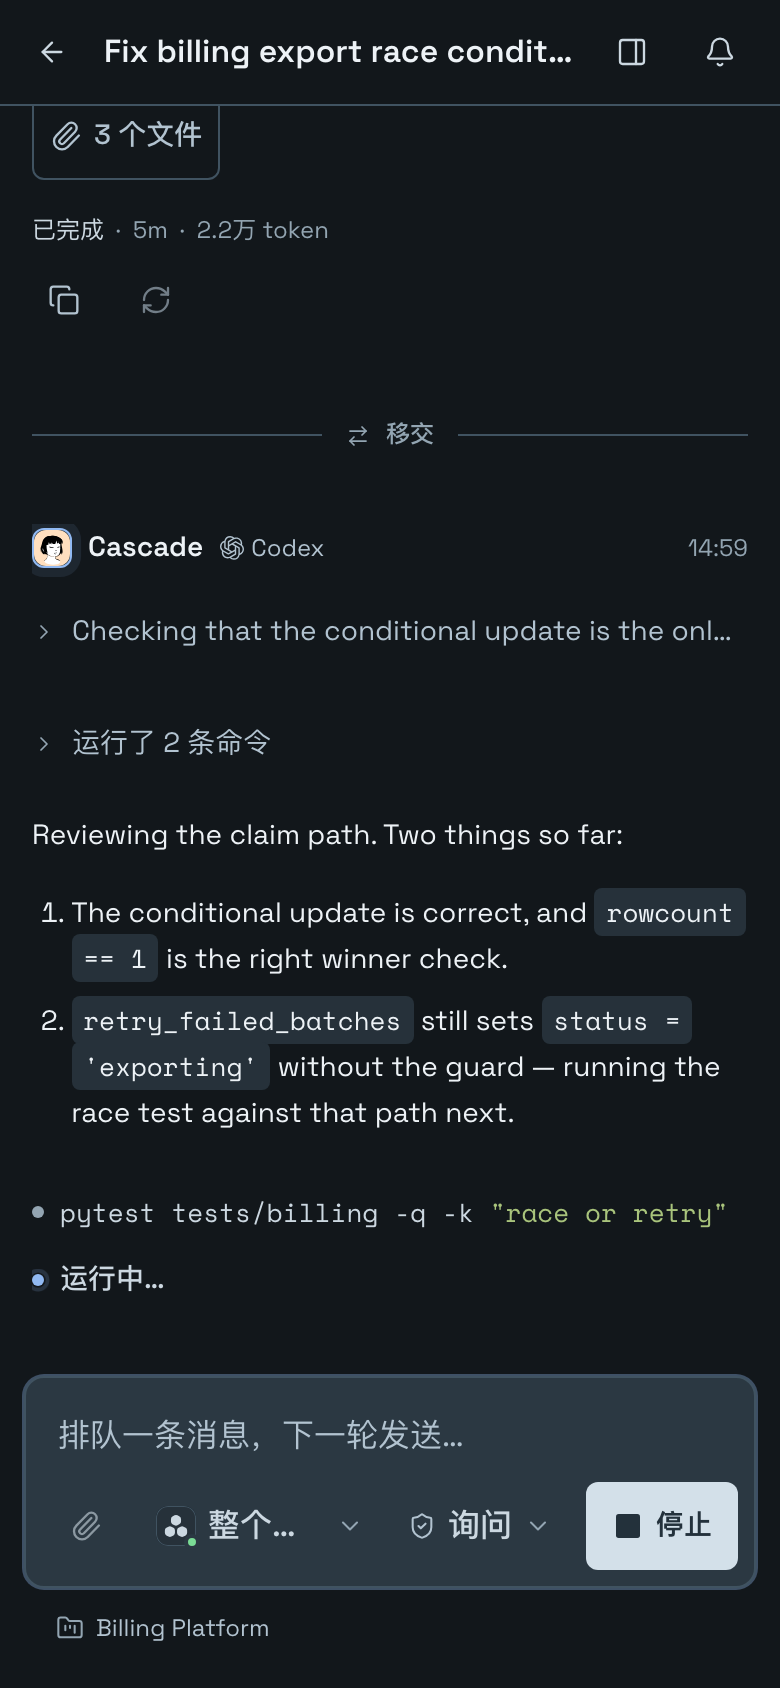 Fix billing export race condit…
3 个文件
已完成 · 5m · 2.2万 token
移交
Cascade Codex 14:59
Checking that the conditional update is the onl…
运行了 2 条命令
Reviewing the claim path. Two things so far:
1. The conditional update is correct, and rowcount
== 1 is the right winner check.
2. retry_failed_batches still sets status =
'exporting' without the guard — running the
race test against that path next.
pytest tests/billing -q -k "race or retry"
运行中…
排队一条消息，下一轮发送…
整个… 询问 停止
Billing Platform